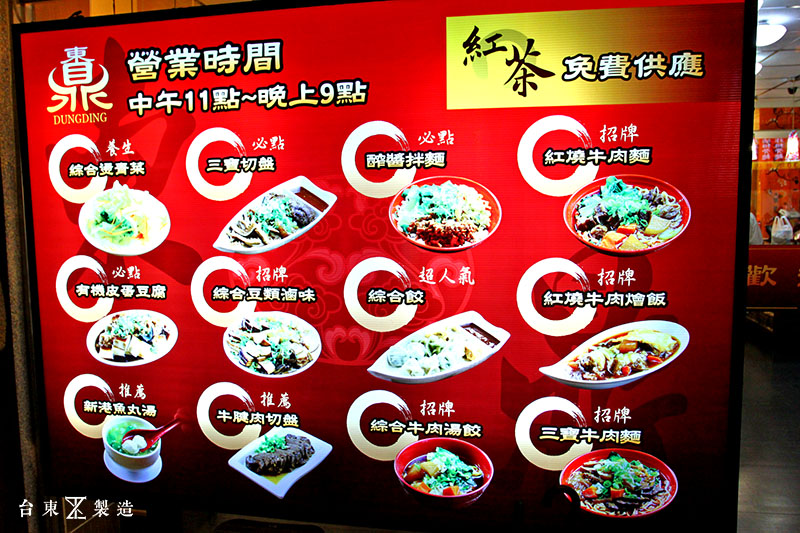 東鼎
DUNGDING
營業時間
中午11點~晚上9點
紅茶 免費供應
養生
綜合燙青菜
必點
三寶切盤
必點
醡醬拌麵
招牌
紅燒牛肉麵
必點
有機皮蛋豆腐
招牌
綜合豆類滷味
超人氣
綜合餃
招牌
紅燒牛肉燴飯
推薦
新港魚丸湯
推薦
牛腱肉切盤
招牌
綜合牛肉湯餃
招牌
三寶牛肉麵
歡
台東製造